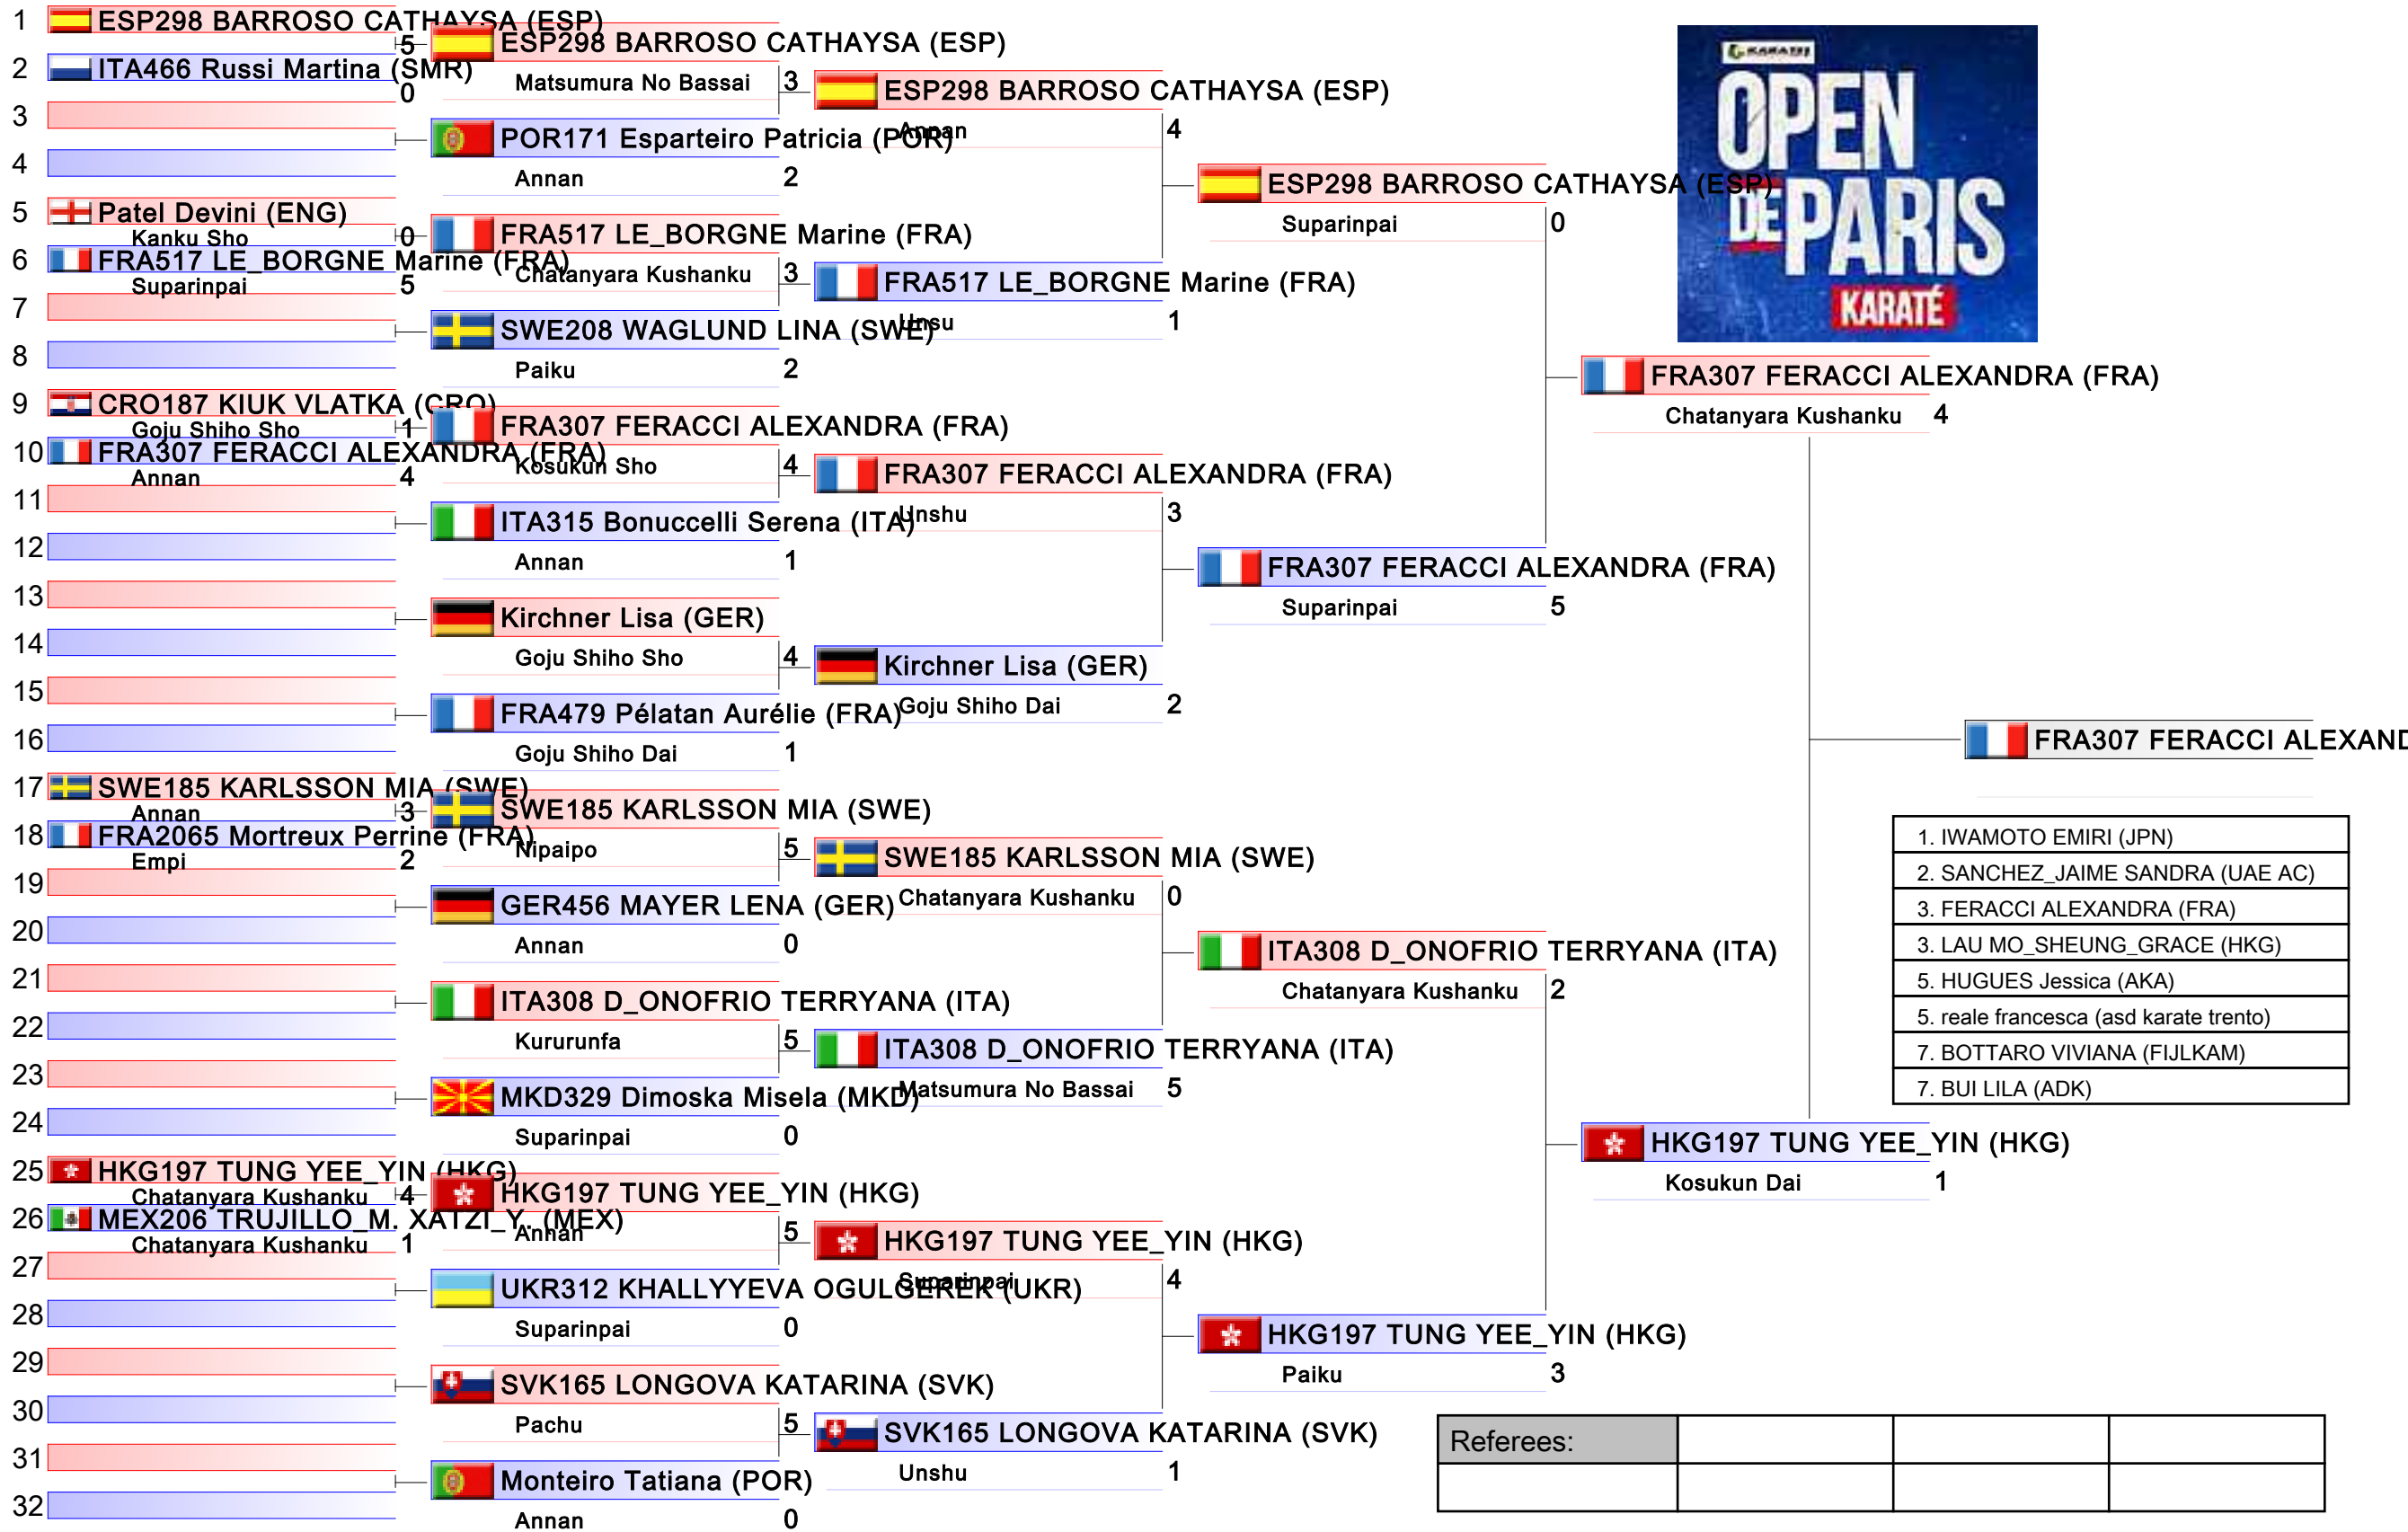 1 ESP298 BARROSO CATHAYSA (ESP)
5
2 ITA466 Russi Martina (SMR)
0
3
4
5 Patel Devini (ENG)
Kanku Sho 0
6 FRA517 LE_BORGNE Marine (FRA)
Suparinpai 5
7
8
9 CRO187 KIUK VLATKA (CRO)
Goju Shiho Sho 1
10 FRA307 FERACCI ALEXANDRA (FRA)
Annan 4
11
12
13
14
15
16
17 SWE185 KARLSSON MIA (SWE)
Annan 3
18 FRA2065 Mortreux Perrine (FRA)
Empi 2
19
20
21
22
23
24
25 HKG197 TUNG YEE_YIN (HKG)
Chatanyara Kushanku 4
26 MEX206 TRUJILLO_M. XATZI_Y. (MEX)
Chatanyara Kushanku 1
27
28
29
30
31
32
ESP298 BARROSO CATHAYSA (ESP)
Matsumura No Bassai 3
POR171 Esparteiro Patricia (POR)
Annan 2
FRA517 LE_BORGNE Marine (FRA)
Chatanyara Kushanku 3
SWE208 WAGLUND LINA (SWE)
Paiku 2
FRA307 FERACCI ALEXANDRA (FRA)
Kosukun Sho 4
ITA315 Bonuccelli Serena (ITA)
Annan 1
Kirchner Lisa (GER)
Goju Shiho Sho 4
FRA479 Pélatan Aurélie (FRA)
Goju Shiho Dai 1
SWE185 KARLSSON MIA (SWE)
Nipaipo 5
GER456 MAYER LENA (GER)
Annan 0
ITA308 D_ONOFRIO TERRYANA (ITA)
Kururunfa 5
MKD329 Dimoska Misela (MKD)
Suparinpai 0
HKG197 TUNG YEE_YIN (HKG)
Annan 5
UKR312 KHALLYYEVA OGULGEREK (UKR)
Suparinpai 0
SVK165 LONGOVA KATARINA (SVK)
Pachu 5
Monteiro Tatiana (POR)
Annan 0
ESP298 BARROSO CATHAYSA (ESP)
Annan 4
FRA517 LE_BORGNE Marine (FRA)
Unsu 1
FRA307 FERACCI ALEXANDRA (FRA)
Unshu 3
Kirchner Lisa (GER)
Goju Shiho Dai 2
SWE185 KARLSSON MIA (SWE)
Chatanyara Kushanku 0
ITA308 D_ONOFRIO TERRYANA (ITA)
Matsumura No Bassai 5
HKG197 TUNG YEE_YIN (HKG)
Suparinpai 4
SVK165 LONGOVA KATARINA (SVK)
Unshu 1
ESP298 BARROSO CATHAYSA (ESP)
Suparinpai 0
FRA307 FERACCI ALEXANDRA (FRA)
Suparinpai 5
ITA308 D_ONOFRIO TERRYANA (ITA)
Chatanyara Kushanku 2
HKG197 TUNG YEE_YIN (HKG)
Paiku 3
KARATE1
OPEN
DE PARIS
KARATÉ
FRA307 FERACCI ALEXANDRA (FRA)
Chatanyara Kushanku 4
HKG197 TUNG YEE_YIN (HKG)
Kosukun Dai 1
FRA307 FERACCI ALEXAND
1. IWAMOTO EMIRI (JPN)
2. SANCHEZ_JAIME SANDRA (UAE AC)
3. FERACCI ALEXANDRA (FRA)
3. LAU MO_SHEUNG_GRACE (HKG)
5. HUGUES Jessica (AKA)
5. reale francesca (asd karate trento)
7. BOTTARO VIVIANA (FIJLKAM)
7. BUI LILA (ADK)
Referees: